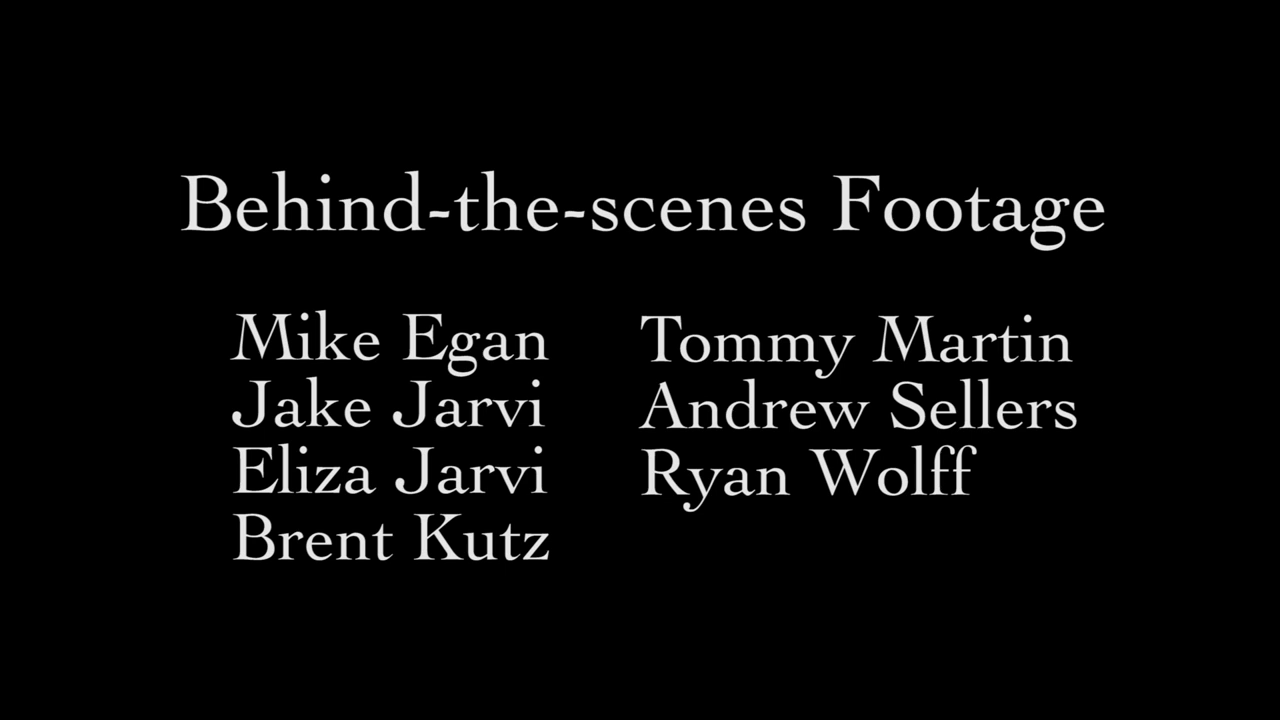 Behind-the-scenes Footage
Mike Egan
Jake Jarvi
Eliza Jarvi
Brent Kutz
Tommy Martin
Andrew Sellers
Ryan Wolff